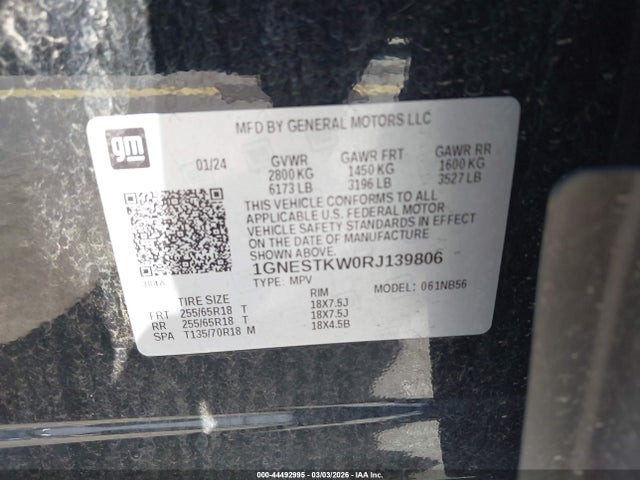 gm
MFD BY GENERAL MOTORS LLC
01/24 GVWR GAWR FRT GAWR RR
2800 KG 1450 KG 1600 KG
6173 LB 3196 LB 3527 LB
THIS VEHICLE CONFORMS TO ALL
APPLICABLE U.S. FEDERAL MOTOR
VEHICLE SAFETY STANDARDS IN EFFECT
ON THE DATE OF MANUFACTURE
SHOWN ABOVE.
1GNESTKW0RJ139806
TYPE: MPV MODEL: 061NB56
TIRE SIZE RIM
FRT 255/65R18 T 18X7.5J
RR 255/65R18 T 18X7.5J
SPA T135/70R18 M 18X4.5B
000-44492995 - 03/03/2026 - IAA Inc.